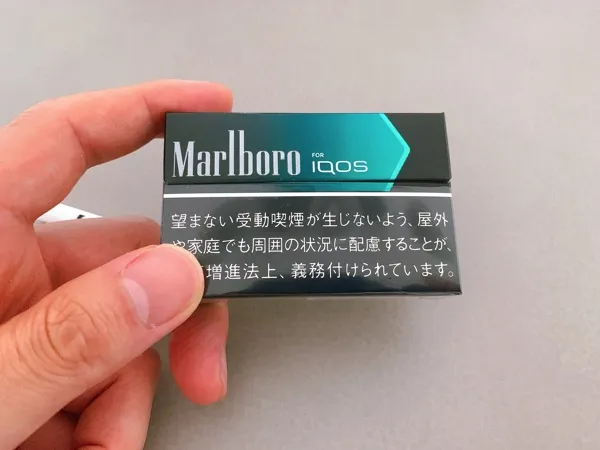 Marlboro FOR IQOS
望まない受動喫煙が生じないよう、屋外
や家庭でも周囲の状況に配慮することが、
増進法上、義務付けられています。